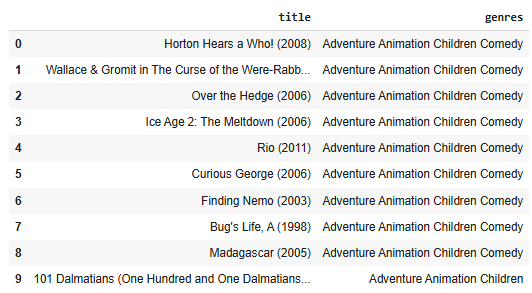 title genres
0 Horton Hears a Who! (2008) Adventure Animation Children Comedy
1 Wallace & Gromit in The Curse of the Were-Rabb... Adventure Animation Children Comedy
2 Over the Hedge (2006) Adventure Animation Children Comedy
3 Ice Age 2: The Meltdown (2006) Adventure Animation Children Comedy
4 Rio (2011) Adventure Animation Children Comedy
5 Curious George (2006) Adventure Animation Children Comedy
6 Finding Nemo (2003) Adventure Animation Children Comedy
7 Bug's Life, A (1998) Adventure Animation Children Comedy
8 Madagascar (2005) Adventure Animation Children Comedy
9 101 Dalmatians (One Hundred and One Dalmatians... Adventure Animation Children